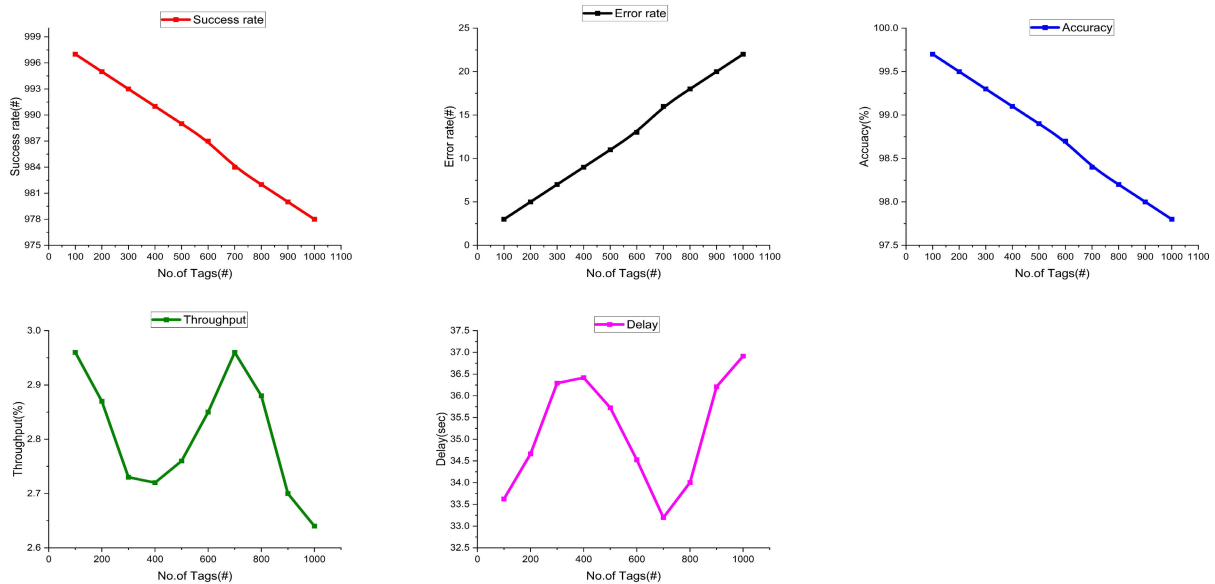 Success rate
999
996
993
990
987
984
981
978
975
Success rate(#)
0 100 200 300 400 500 600 700 800 900 1000 1100
No.of Tags(#)
Error rate
25
20
15
10
5
0
Error rate(#)
0 100 200 300 400 500 600 700 800 900 1000 1100
No.of Tags(#)
Accuracy
100.0
99.5
99.0
98.5
98.0
97.5
Accuacy(%)
0 100 200 300 400 500 600 700 800 900 1000 1100
No.of Tags(#)
Throughput
3.0
2.9
2.8
2.7
2.6
Throughput(%)
0 200 400 600 800 1000
No.of Tags(#)
Delay
37.5
37.0
36.5
36.0
35.5
35.0
34.5
34.0
33.5
33.0
32.5
Delay(sec)
0 200 400 600 800 1000
No.of Tags(#)